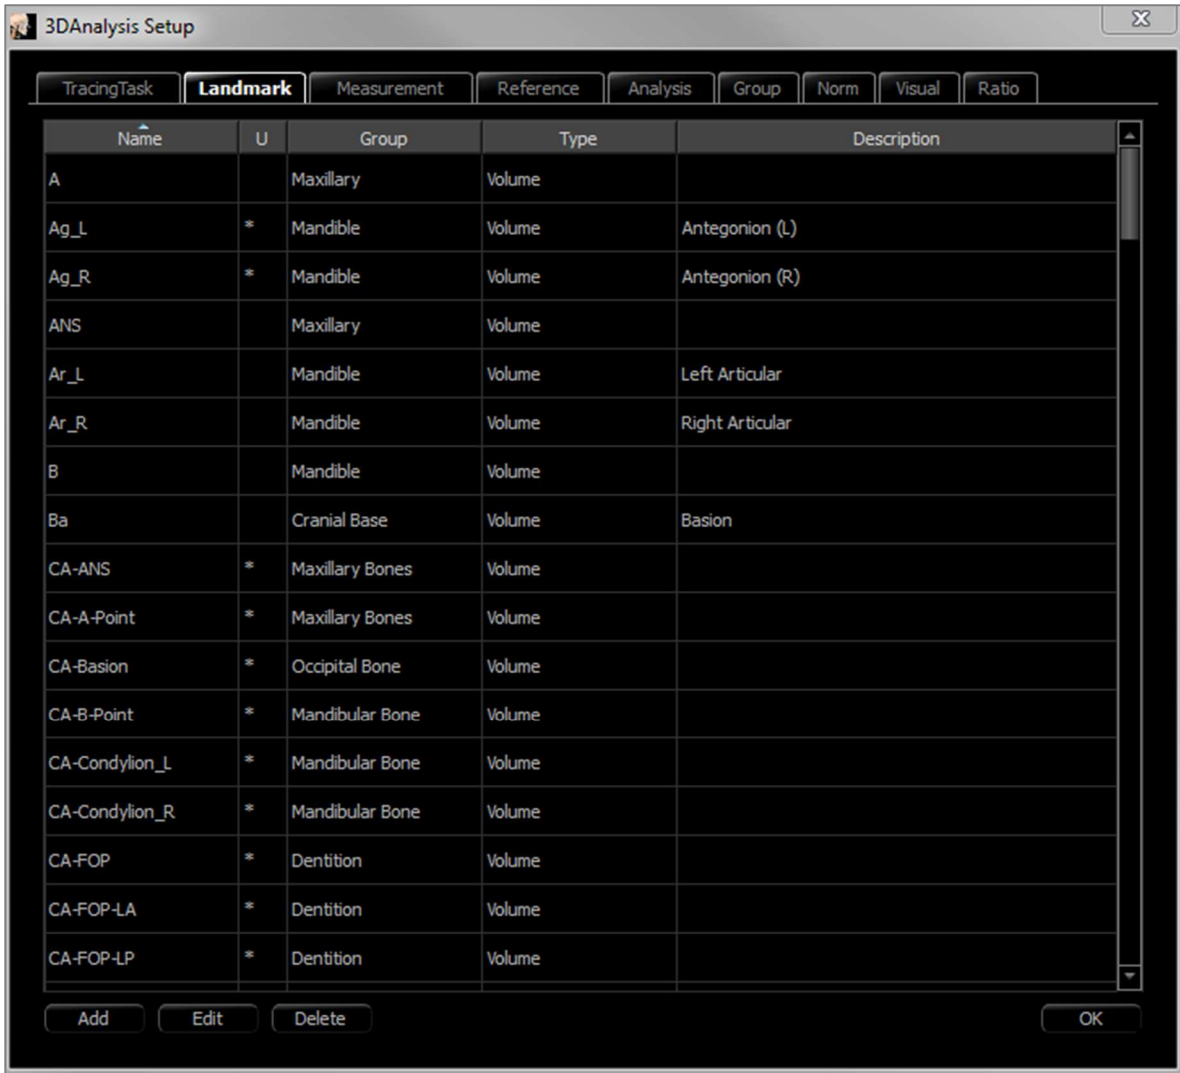 3DAnalysis Setup
TracingTask Landmark Measurement Reference Analysis Group Norm Visual Ratio
Name U Group Type Description
A Maxillary Volume
Ag_L * Mandible Volume Antegonion (L)
Ag_R * Mandible Volume Antegonion (R)
ANS Maxillary Volume
Ar_L Mandible Volume Left Articular
Ar_R Mandible Volume Right Articular
B Mandible Volume
Ba Cranial Base Volume Basion
CA-ANS * Maxillary Bones Volume
CA-A-Point * Maxillary Bones Volume
CA-Basion * Occipital Bone Volume
CA-B-Point * Mandibular Bone Volume
CA-Condylion_L * Mandibular Bone Volume
CA-Condylion_R * Mandibular Bone Volume
CA-FOP * Dentition Volume
CA-FOP-LA * Dentition Volume
CA-FOP-LP * Dentition Volume
Add Edit Delete OK